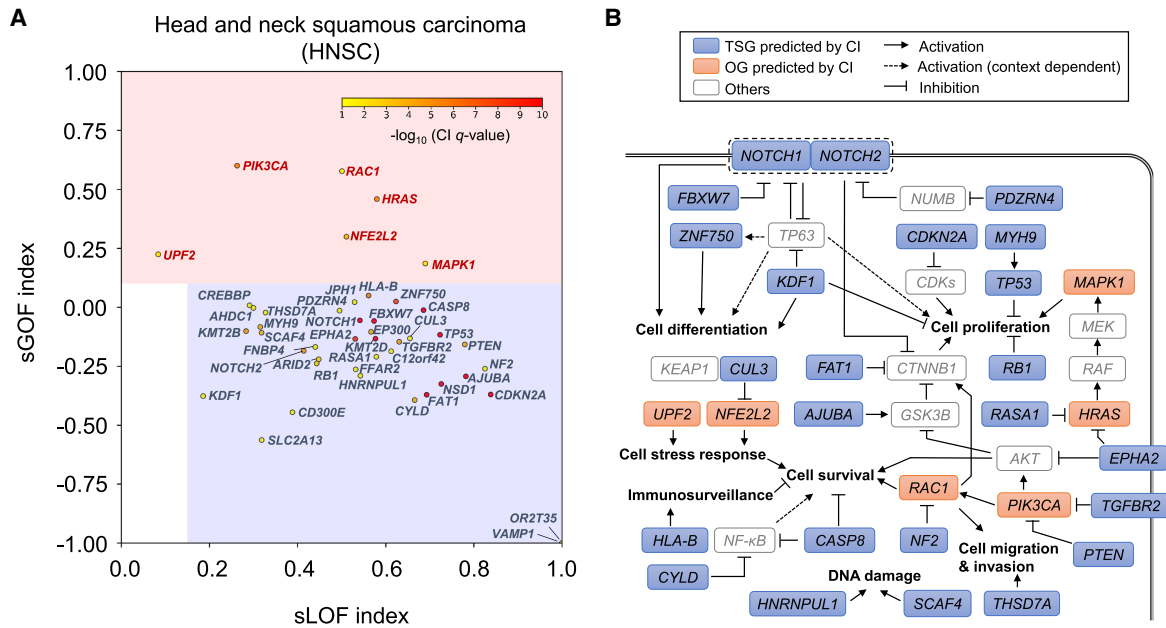 A
Head and neck squamous carcinoma
(HNSC)
sGOF index
1.00
0.75
0.50
0.25
0.00
-0.25
-0.50
-0.75
-1.00
1 2 3 4 5 6 7 8 9 10
-log10 (CI q-value)
PIK3CA
RAC1
HRAS
NFE2L2
UPF2
MAPK1
JPH1
HLA-B
CREBBP
PDZRN4
ZNF750
AHDC1
THSD7A
FBXW7
CASP8
KMT2B
MYH9
NOTCH1
CUL3
SCAF4
EPHA2
EP300
TP53
FNBP4
KMT2D
TGFBR2
PTEN
NOTCH2
RASA1
C12orf42
ARID2
FFAR2
NF2
RB1
HNRNPUL1
AJUBA
NSD1
KDF1
FAT1
CDKN2A
CD300E
CYLD
SLC2A13
OR2T35
VAMP1
0.0 0.2 0.4 0.6 0.8 1.0
sLOF index
B
TSG predicted by CI
Activation
OG predicted by CI
Activation (context dependent)
Others
Inhibition
NOTCH1 NOTCH2
FBXW7
NUMB
PDZRN4
ZNF750
TP63
CDKN2A
MYH9
KDF1
CDKs
TP53
MAPK1
Cell differentiation
Cell proliferation
MEK
KEAP1
CUL3
FAT1
CTNNB1
RB1
RAF
UPF2
NFE2L2
AJUBA
GSK3B
RASA1
HRAS
Cell stress response
AKT
EPHA2
Cell survival
Immunosurveillance
RAC1
PIK3CA
TGFBR2
HLA-B
NF-κB
CASP8
NF2
Cell migration
& invasion
PTEN
CYLD
DNA damage
HNRNPUL1
SCAF4
THSD7A